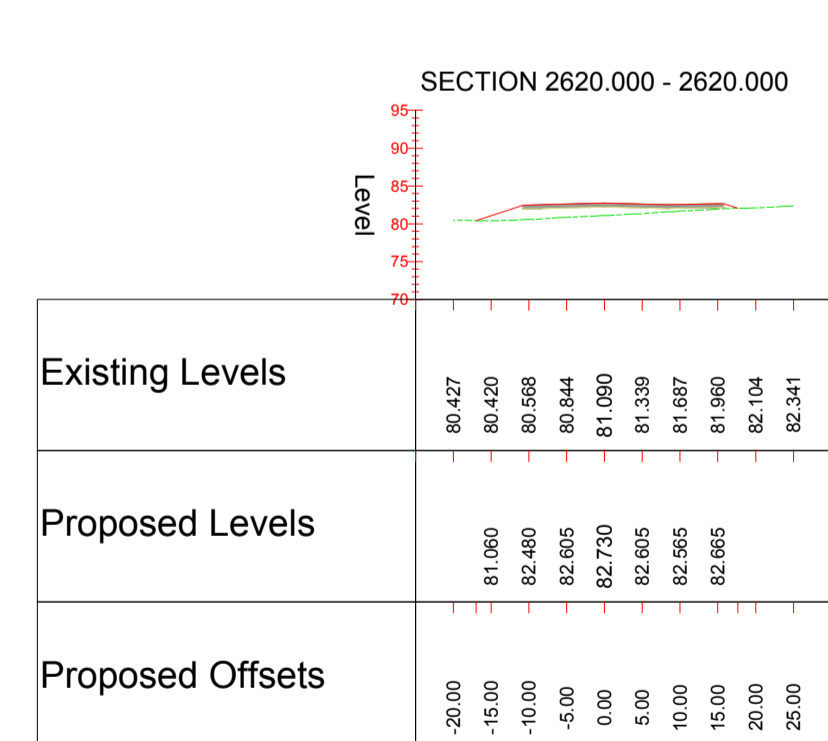 SECTION 2620.000 - 2620.000
95
90
85
80
75
70
Level
Existing Levels
80.427 80.420 80.568 80.844 81.090 81.339 81.687 81.960 82.104 82.341
Proposed Levels
81.060 82.480 82.605 82.730 82.605 82.565 82.665
Proposed Offsets
-20.00 -15.00 -10.00 -5.00 0.00 5.00 10.00 15.00 20.00 25.00